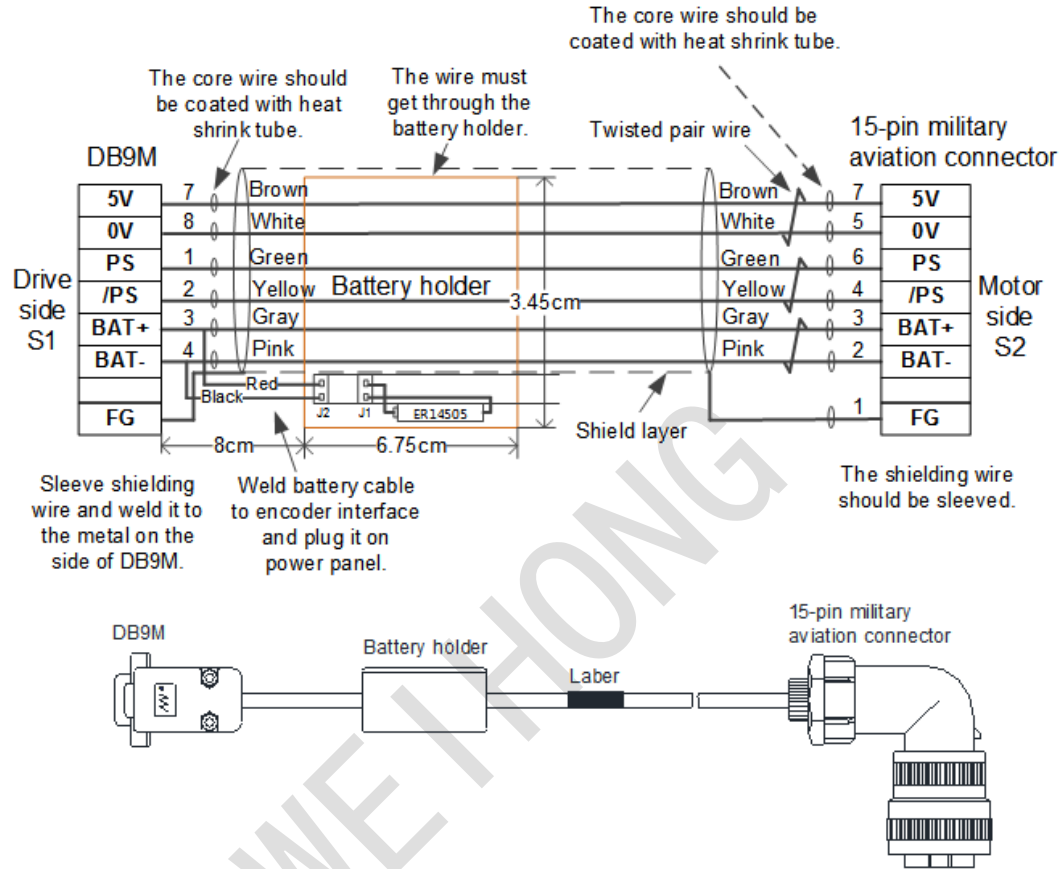 The core wire should be
coated with heat shrink tube.
The core wire should
be coated with heat
shrink tube.
The wire must
get through the
battery holder.
Twisted pair wire
15-pin military
aviation connector
DB9M
5V 7 Brown Brown 7 5V
0V 8 White White 5 0V
PS 1 Green Green 6 PS
/PS 2 Yellow Yellow 4 /PS
BAT+ 3 Gray Gray 3 BAT+
BAT- 4 Pink Pink 2 BAT-
FG 1 FG
Drive
side
S1
Battery holder
3.45cm
Motor
side
S2
Red
Black
J2 J1 ER14505
8cm 6.75cm
Shield layer
Sleeve shielding
wire and weld it to
the metal on the
side of DB9M.
Weld battery cable
to encoder interface
and plug it on
power panel.
The shielding wire
should be sleeved.
DB9M
Battery holder
Laber
15-pin military
aviation connector
WEIHONG